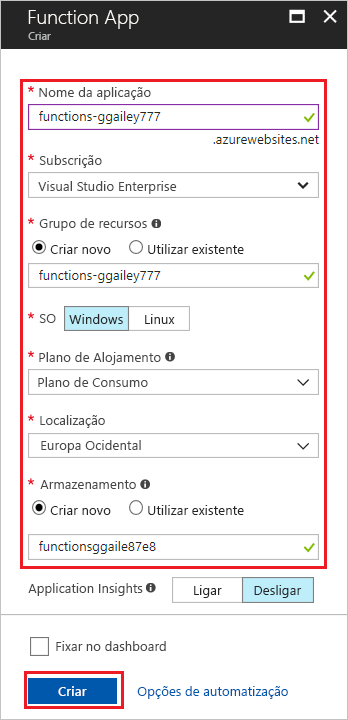 Function App
Criar
* Nome da aplicação
functions-ggailey777
.azurewebsites.net
* Subscrição
Visual Studio Enterprise
* Grupo de recursos
Criar novo Utilizar existente
functions-ggailey777
* SO Windows Linux
* Plano de Alojamento
Plano de Consumo
* Localização
Europa Ocidental
* Armazenamento
Criar novo Utilizar existente
functionsggaile87e8
Application Insights Ligar Desligar
Fixar no dashboard
Criar Opções de automatização